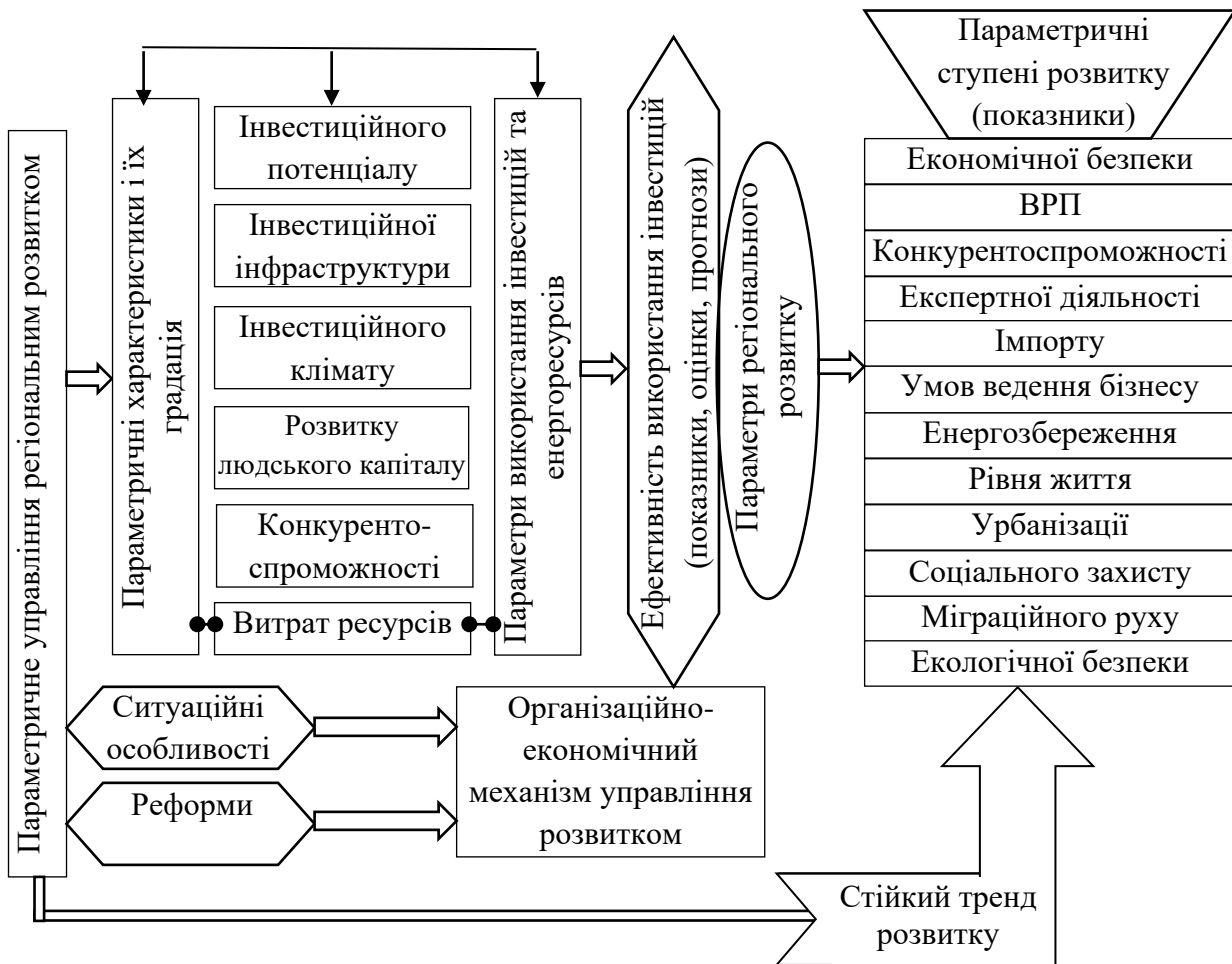 Параметричне управління регіональним розвитком
Параметричні характеристики і їх
градація
Інвестиційного
потенціалу
Інвестиційної
інфраструктури
Інвестиційного
клімату
Розвитку
людського капіталу
Конкуренто-
спроможності
Витрат ресурсів
Параметри використання інвестицій та
енергоресурсів
Ефективність використання інвестицій
(показники, оцінки, прогнози)
Параметри регіонального
розвитку
Параметричні
ступені розвитку
(показники)
Економічної безпеки
ВРП
Конкурентоспроможності
Експертної діяльності
Імпорту
Умов ведення бізнесу
Енергозбереження
Рівня життя
Урбанізації
Соціального захисту
Міграційного руху
Екологічної безпеки
Ситуаційні
особливості
Реформи
Організаційно-
економічний
механізм управління
розвитком
Стійкий тренд
розвитку